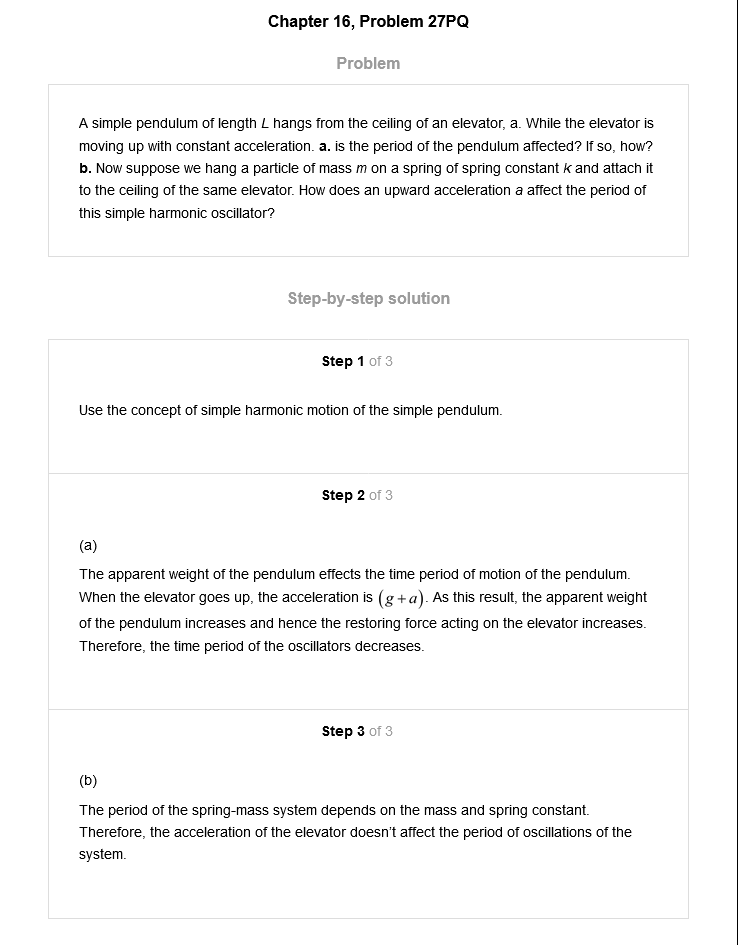 Chapter 16, Problem 27PQ
Problem
A simple pendulum of length L hangs from the ceiling of an elevator, a. While the elevator is
moving up with constant acceleration. a. is the period of the pendulum affected? If so, how?
b. Now suppose we hang a particle of mass m on a spring of spring constant k and attach it
to the ceiling of the same elevator. How does an upward acceleration a affect the period of
this simple harmonic oscillator?
Step-by-step solution
Step 1 of 3
Use the concept of simple harmonic motion of the simple pendulum.
Step 2 of 3
(a)
The apparent weight of the pendulum effects the time period of motion of the pendulum.
When the elevator goes up, the acceleration is (g+a). As this result, the apparent weight
of the pendulum increases and hence the restoring force acting on the elevator increases.
Therefore, the time period of the oscillators decreases.
Step 3 of 3
(b)
The period of the spring-mass system depends on the mass and spring constant.
Therefore, the acceleration of the elevator doesn't affect the period of oscillations of the
system.